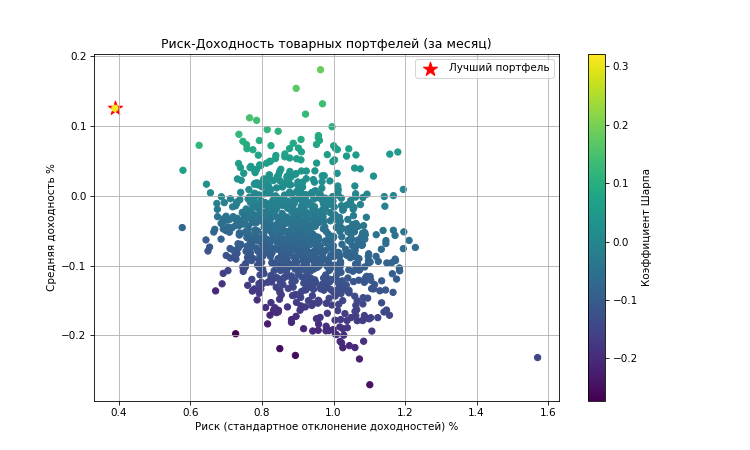 Риск-Доходность товарных портфелей (за месяц)
Лучший портфель
Средняя доходность %
0.2
0.1
0.0
−0.1
−0.2
0.4 0.6 0.8 1.0 1.2 1.4 1.6
Риск (стандартное отклонение доходностей) %
0.3
0.2
0.1
0.0
−0.1
−0.2
Коэффициент Шарпа